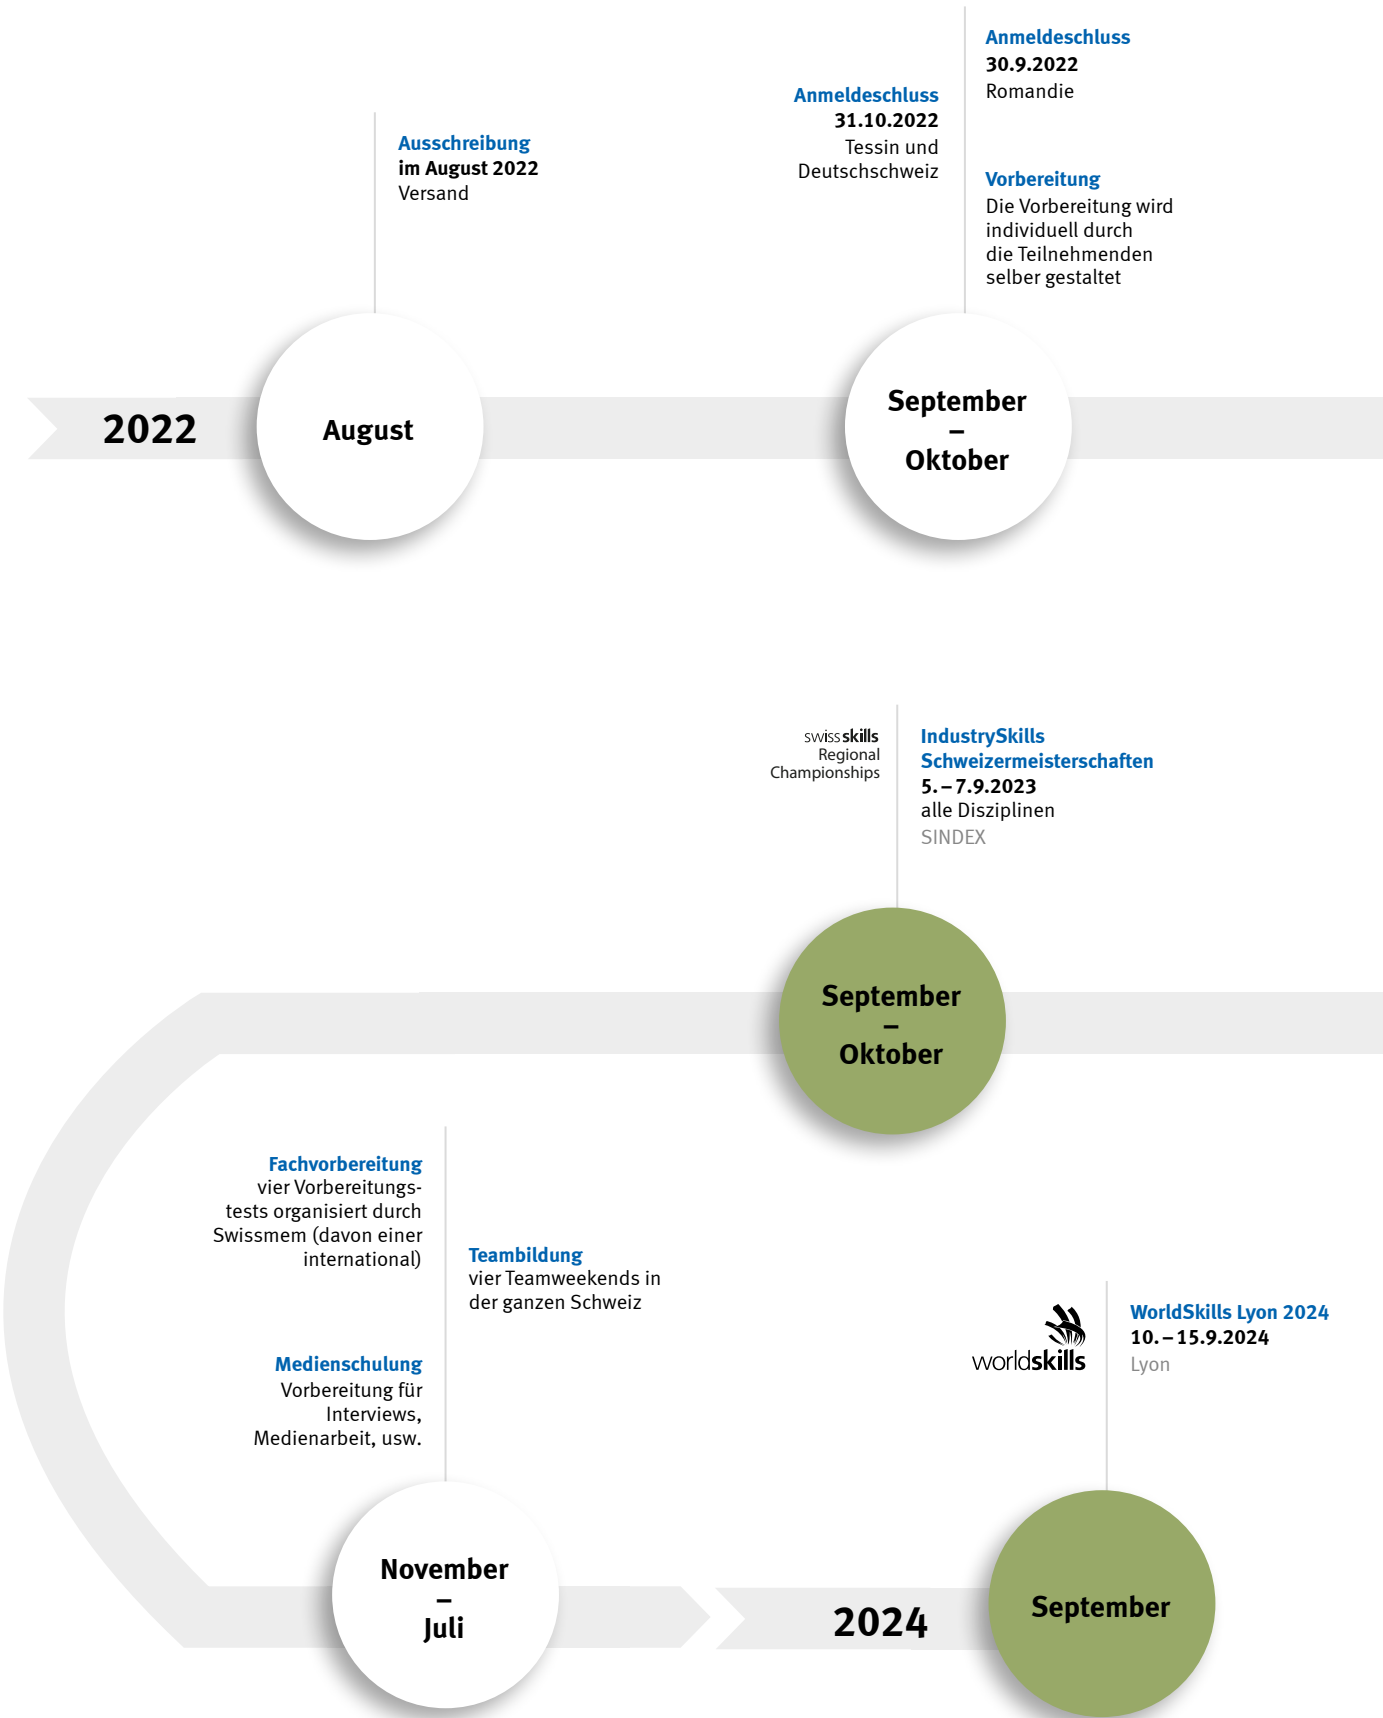 Ausschreibung
im August 2022
Versand
Anmeldeschluss
31.10.2022
Tessin und
Deutschschweiz
Anmeldeschluss
30.9.2022
Romandie
Vorbereitung
Die Vorbereitung wird
individuell durch
die Teilnehmenden
selber gestaltet
2022
August
September
–
Oktober
swissskills
Regional
Championships
IndustrySkills
Schweizermeisterschaften
5. – 7.9.2023
alle Disziplinen
SINDEX
September
–
Oktober
Fachvorbereitung
vier Vorbereitungs-
tests organisiert durch
Swissmem (davon einer
international)
Medienschulung
Vorbereitung für
Interviews,
Medienarbeit, usw.
Teambildung
vier Teamweekends in
der ganzen Schweiz
November
–
Juli
worldskills
WorldSkills Lyon 2024
10. – 15.9.2024
Lyon
2024
September